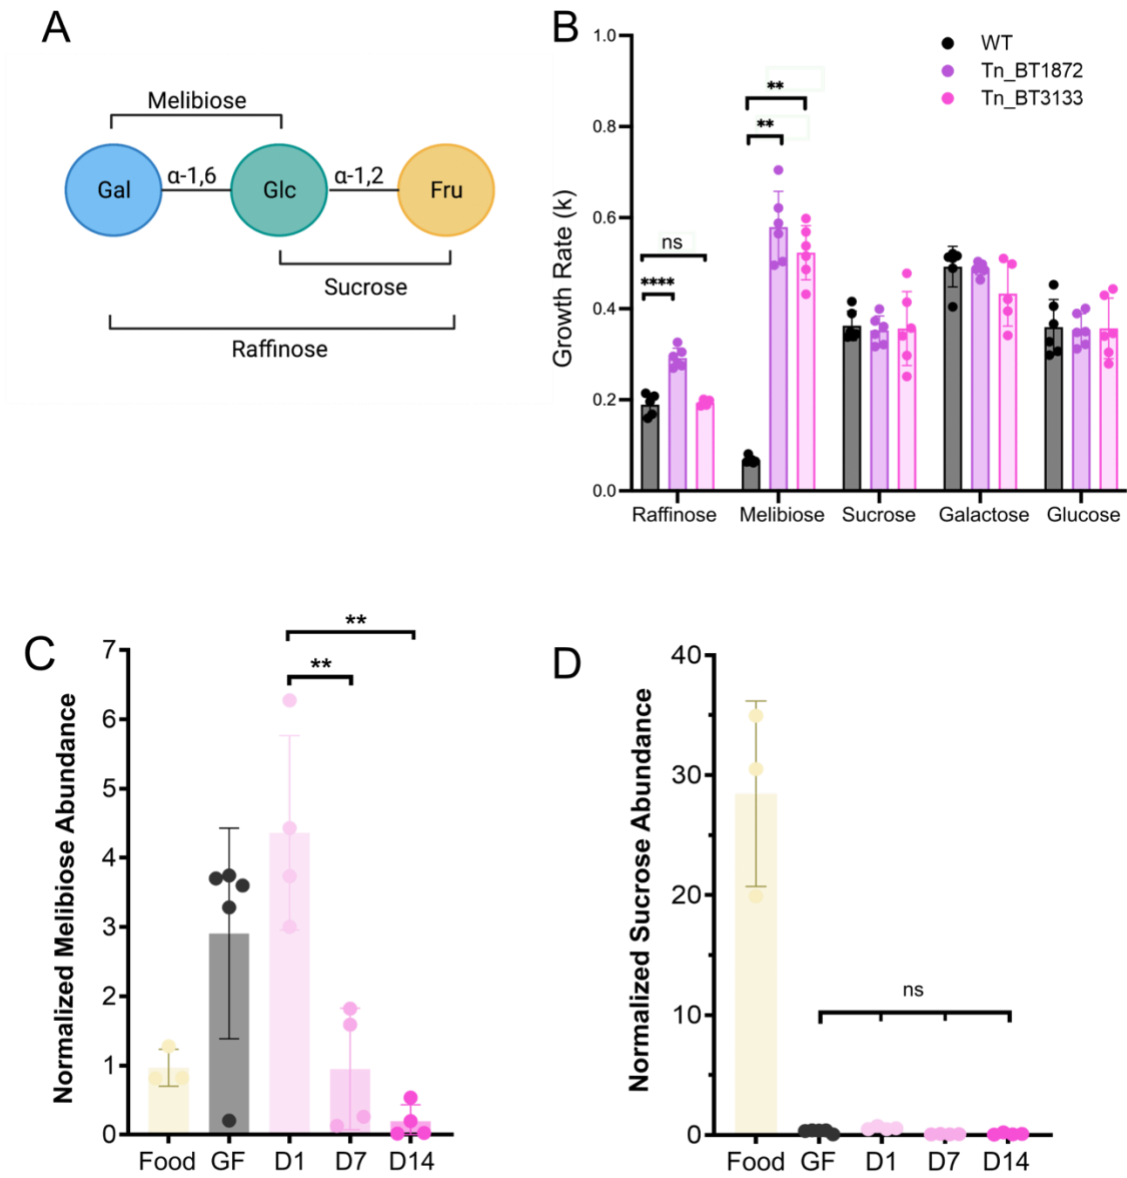 A
Melibiose
Gal
α-1,6
Glc
α-1,2
Fru
Sucrose
Raffinose
B
Growth Rate (k)
1.0
0.8
0.6
0.4
0.2
0.0
WT
Tn_BT1872
Tn_BT3133
**
**
ns
****
Raffinose Melibiose Sucrose Galactose Glucose
C
Normalized Melibiose Abundance
7
6
5
4
3
2
1
0
**
**
Food GF D1 D7 D14
D
Normalized Sucrose Abundance
40
30
20
10
0
ns
Food GF D1 D7 D14